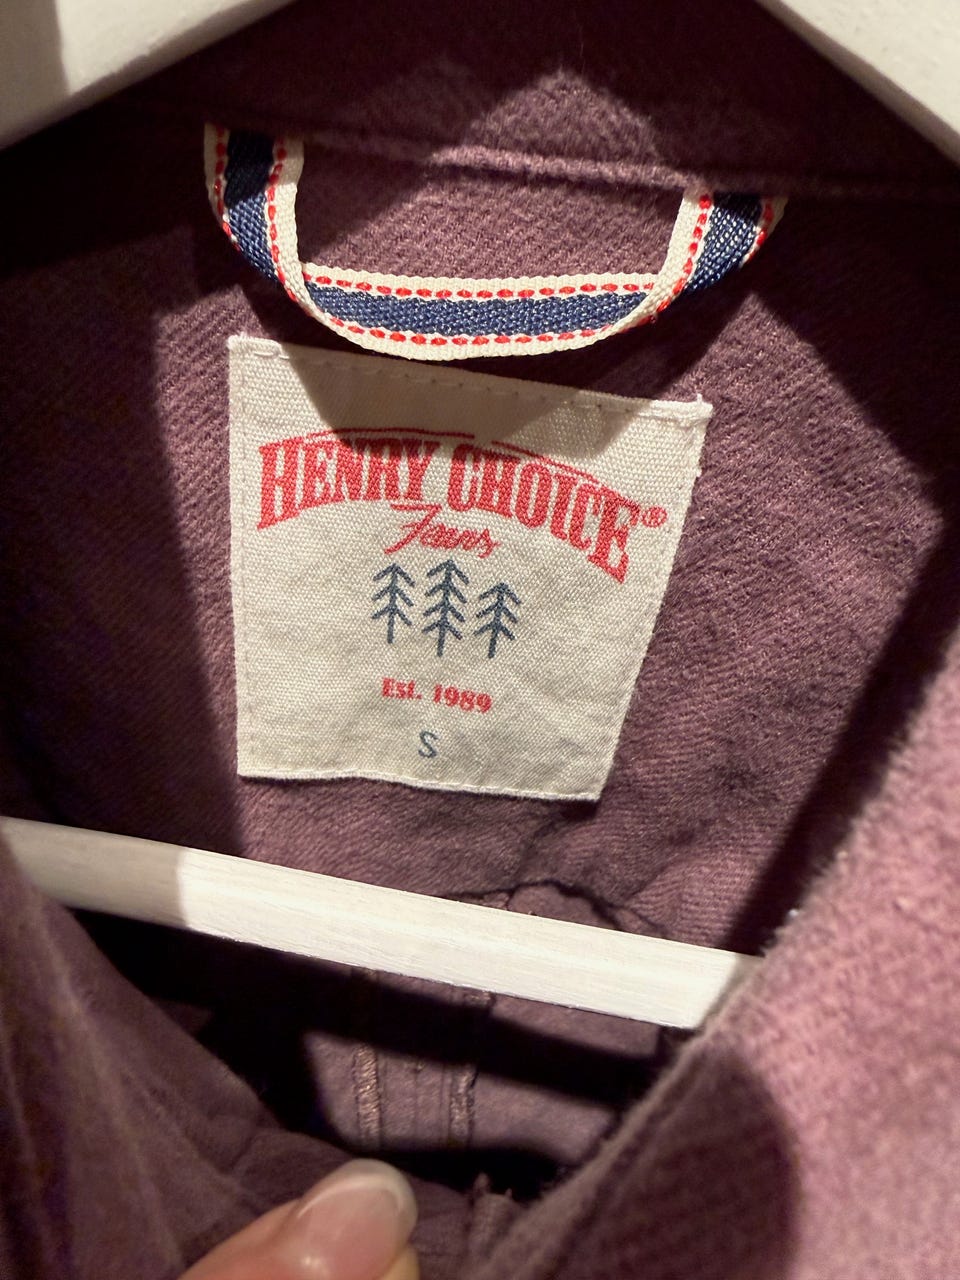 HENRY CHOICE®
Jeans
Est. 1989
S